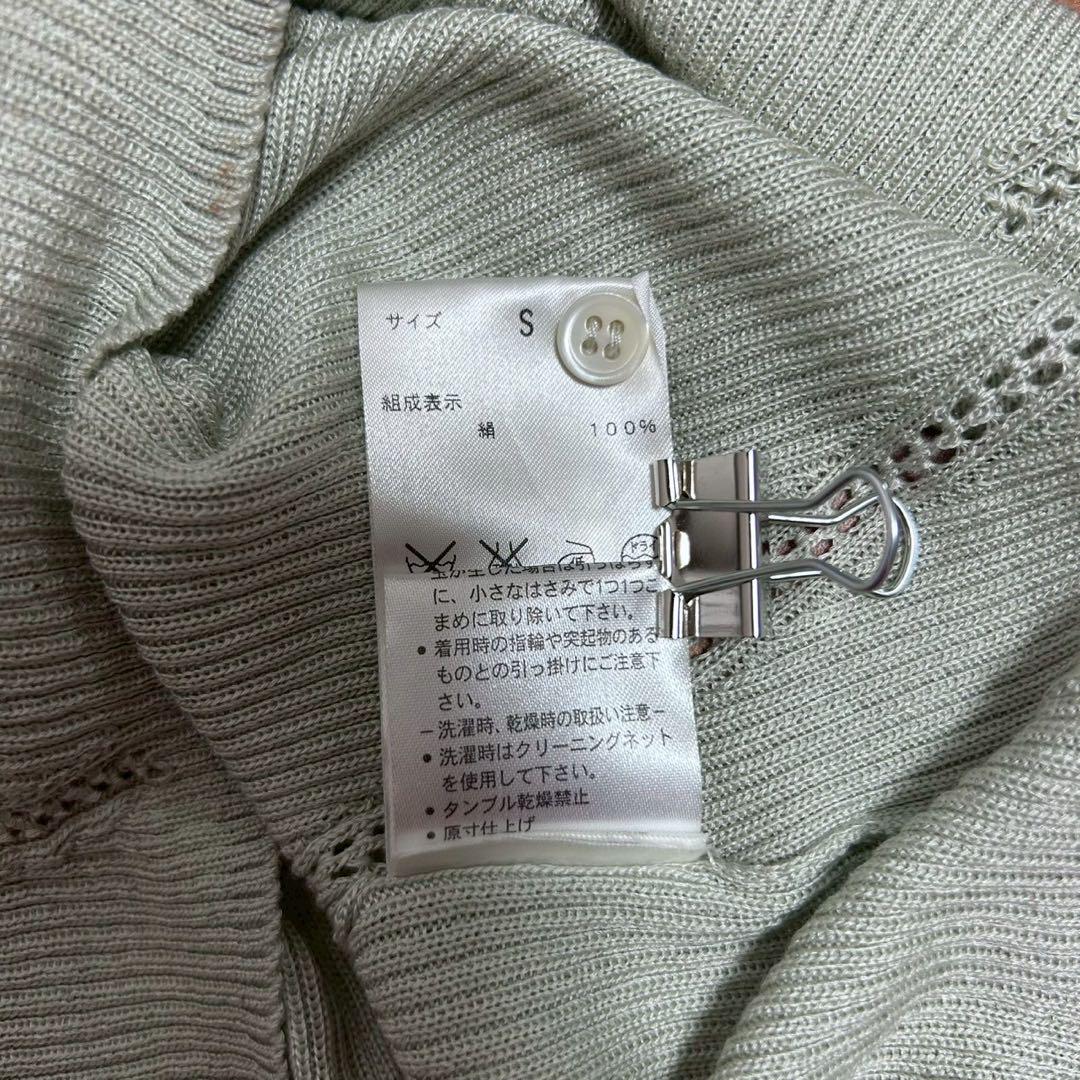 サイズ S
組成表示
絹 100%
に、小さなはさみで1つ1つこ
まめに取り除いて下さい。
• 着用時の指輪や突起物のある
ものとの引っ掛けにご注意下
さい。
−洗濯時、乾燥時の取扱い注意−
• 洗濯時はクリーニングネット
を使用して下さい。
• タンブル乾燥禁止
• 原寸仕上げ